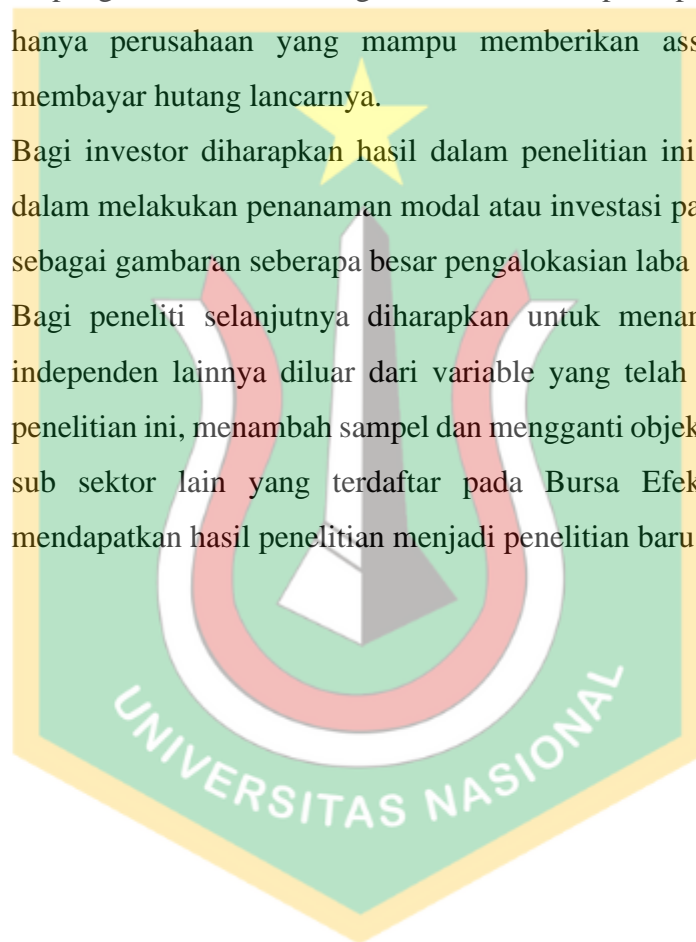 hanya perusahaan yang mampu memberikan
membayar hutang lancarnya.
Bagi investor diharapkan hasil dalam penelitian ini
dalam melakukan penanaman modal atau investasi
sebagai gambaran seberapa besar pengalokasian laba
Bagi peneliti selanjutnya diharapkan untuk
independen lainnya diluar dari variable yang telah
penelitian ini, menambah sampel dan mengganti objek
sub sektor lain yang terdaftar pada Bursa Efek
mendapatkan hasil penelitian menjadi penelitian baru
UNIVERSITAS NASIONAL